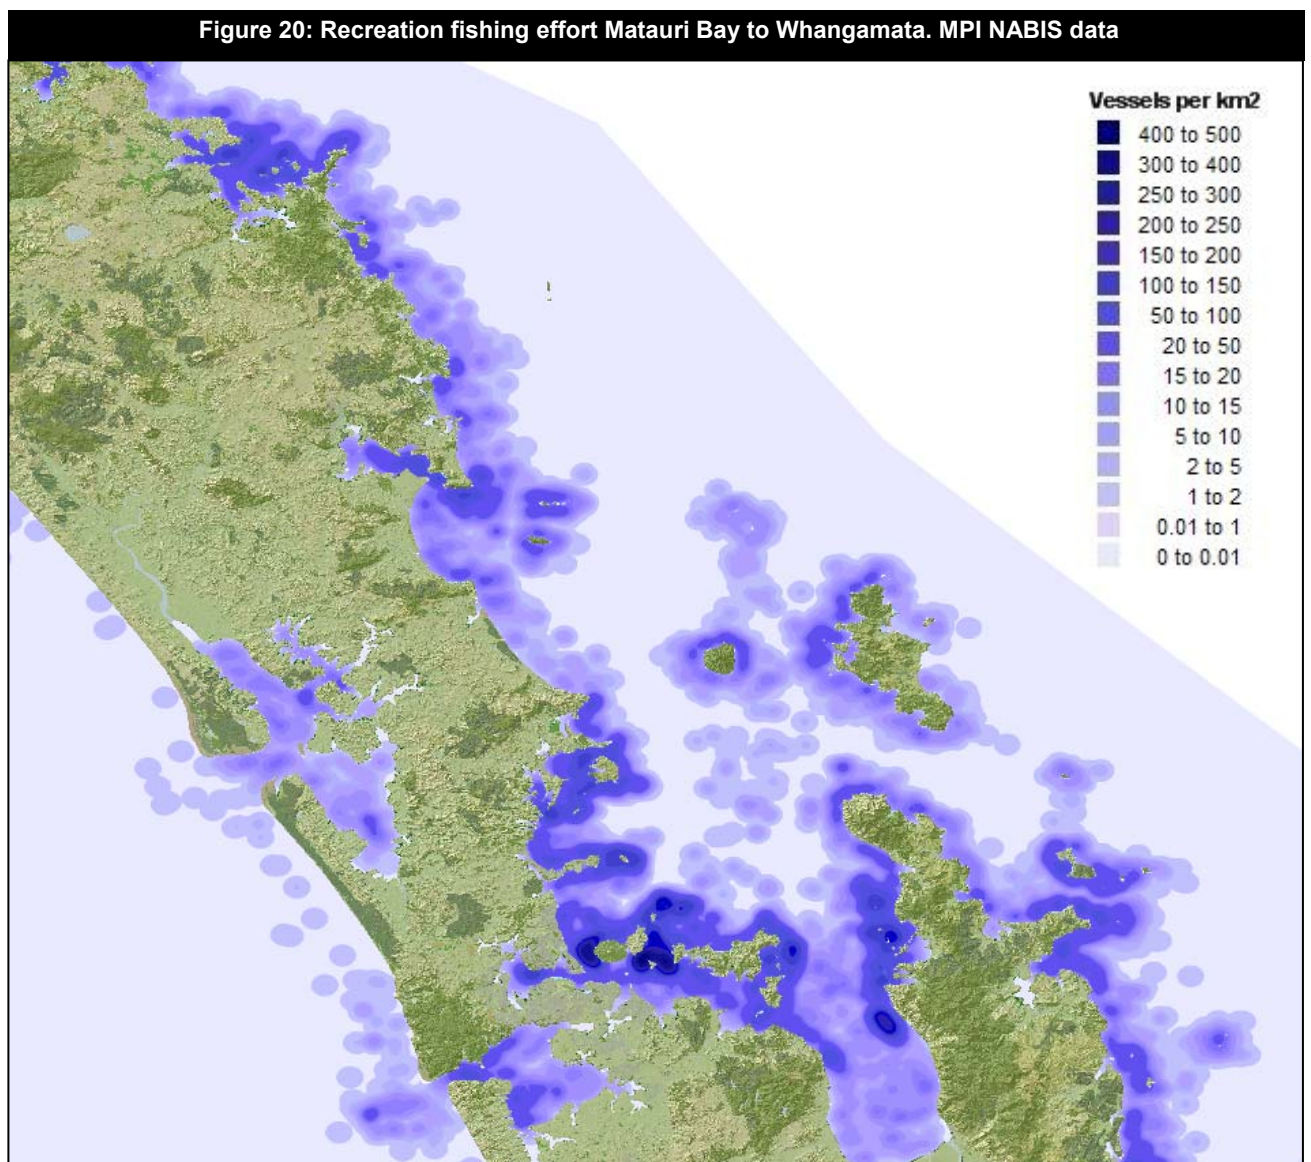 Figure 20: Recreation fishing effort Matauri Bay to Whangamata. MPI NABIS data
Vessels per km2
400 to 500
300 to 400
250 to 300
200 to 250
150 to 200
100 to 150
50 to 100
20 to 50
15 to 20
10 to 15
5 to 10
2 to 5
1 to 2
0.01 to 1
0 to 0.01